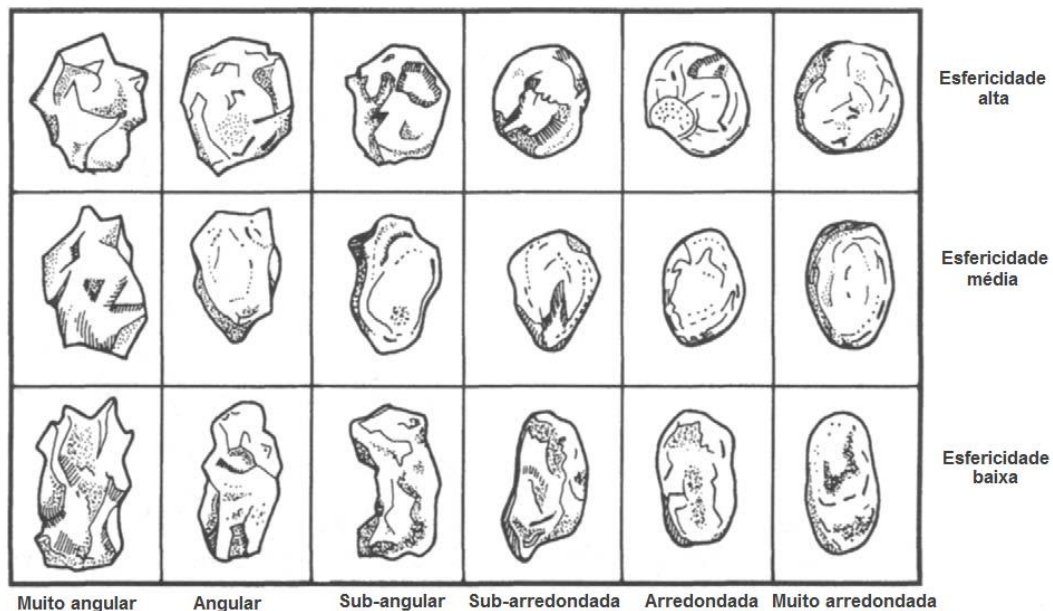 Esfericidade
alta
Esfericidade
média
Esfericidade
baixa
Muito angular
Angular
Sub-angular
Sub-arredondada
Arredondada
Muito arredondada